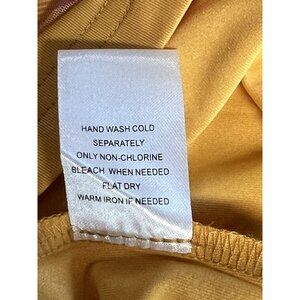 HAND WASH COLD
SEPARATELY
ONLY NON-CHLORINE
BLEACH WHEN NEEDED
FLAT DRY
WARM IRON IF NEEDED